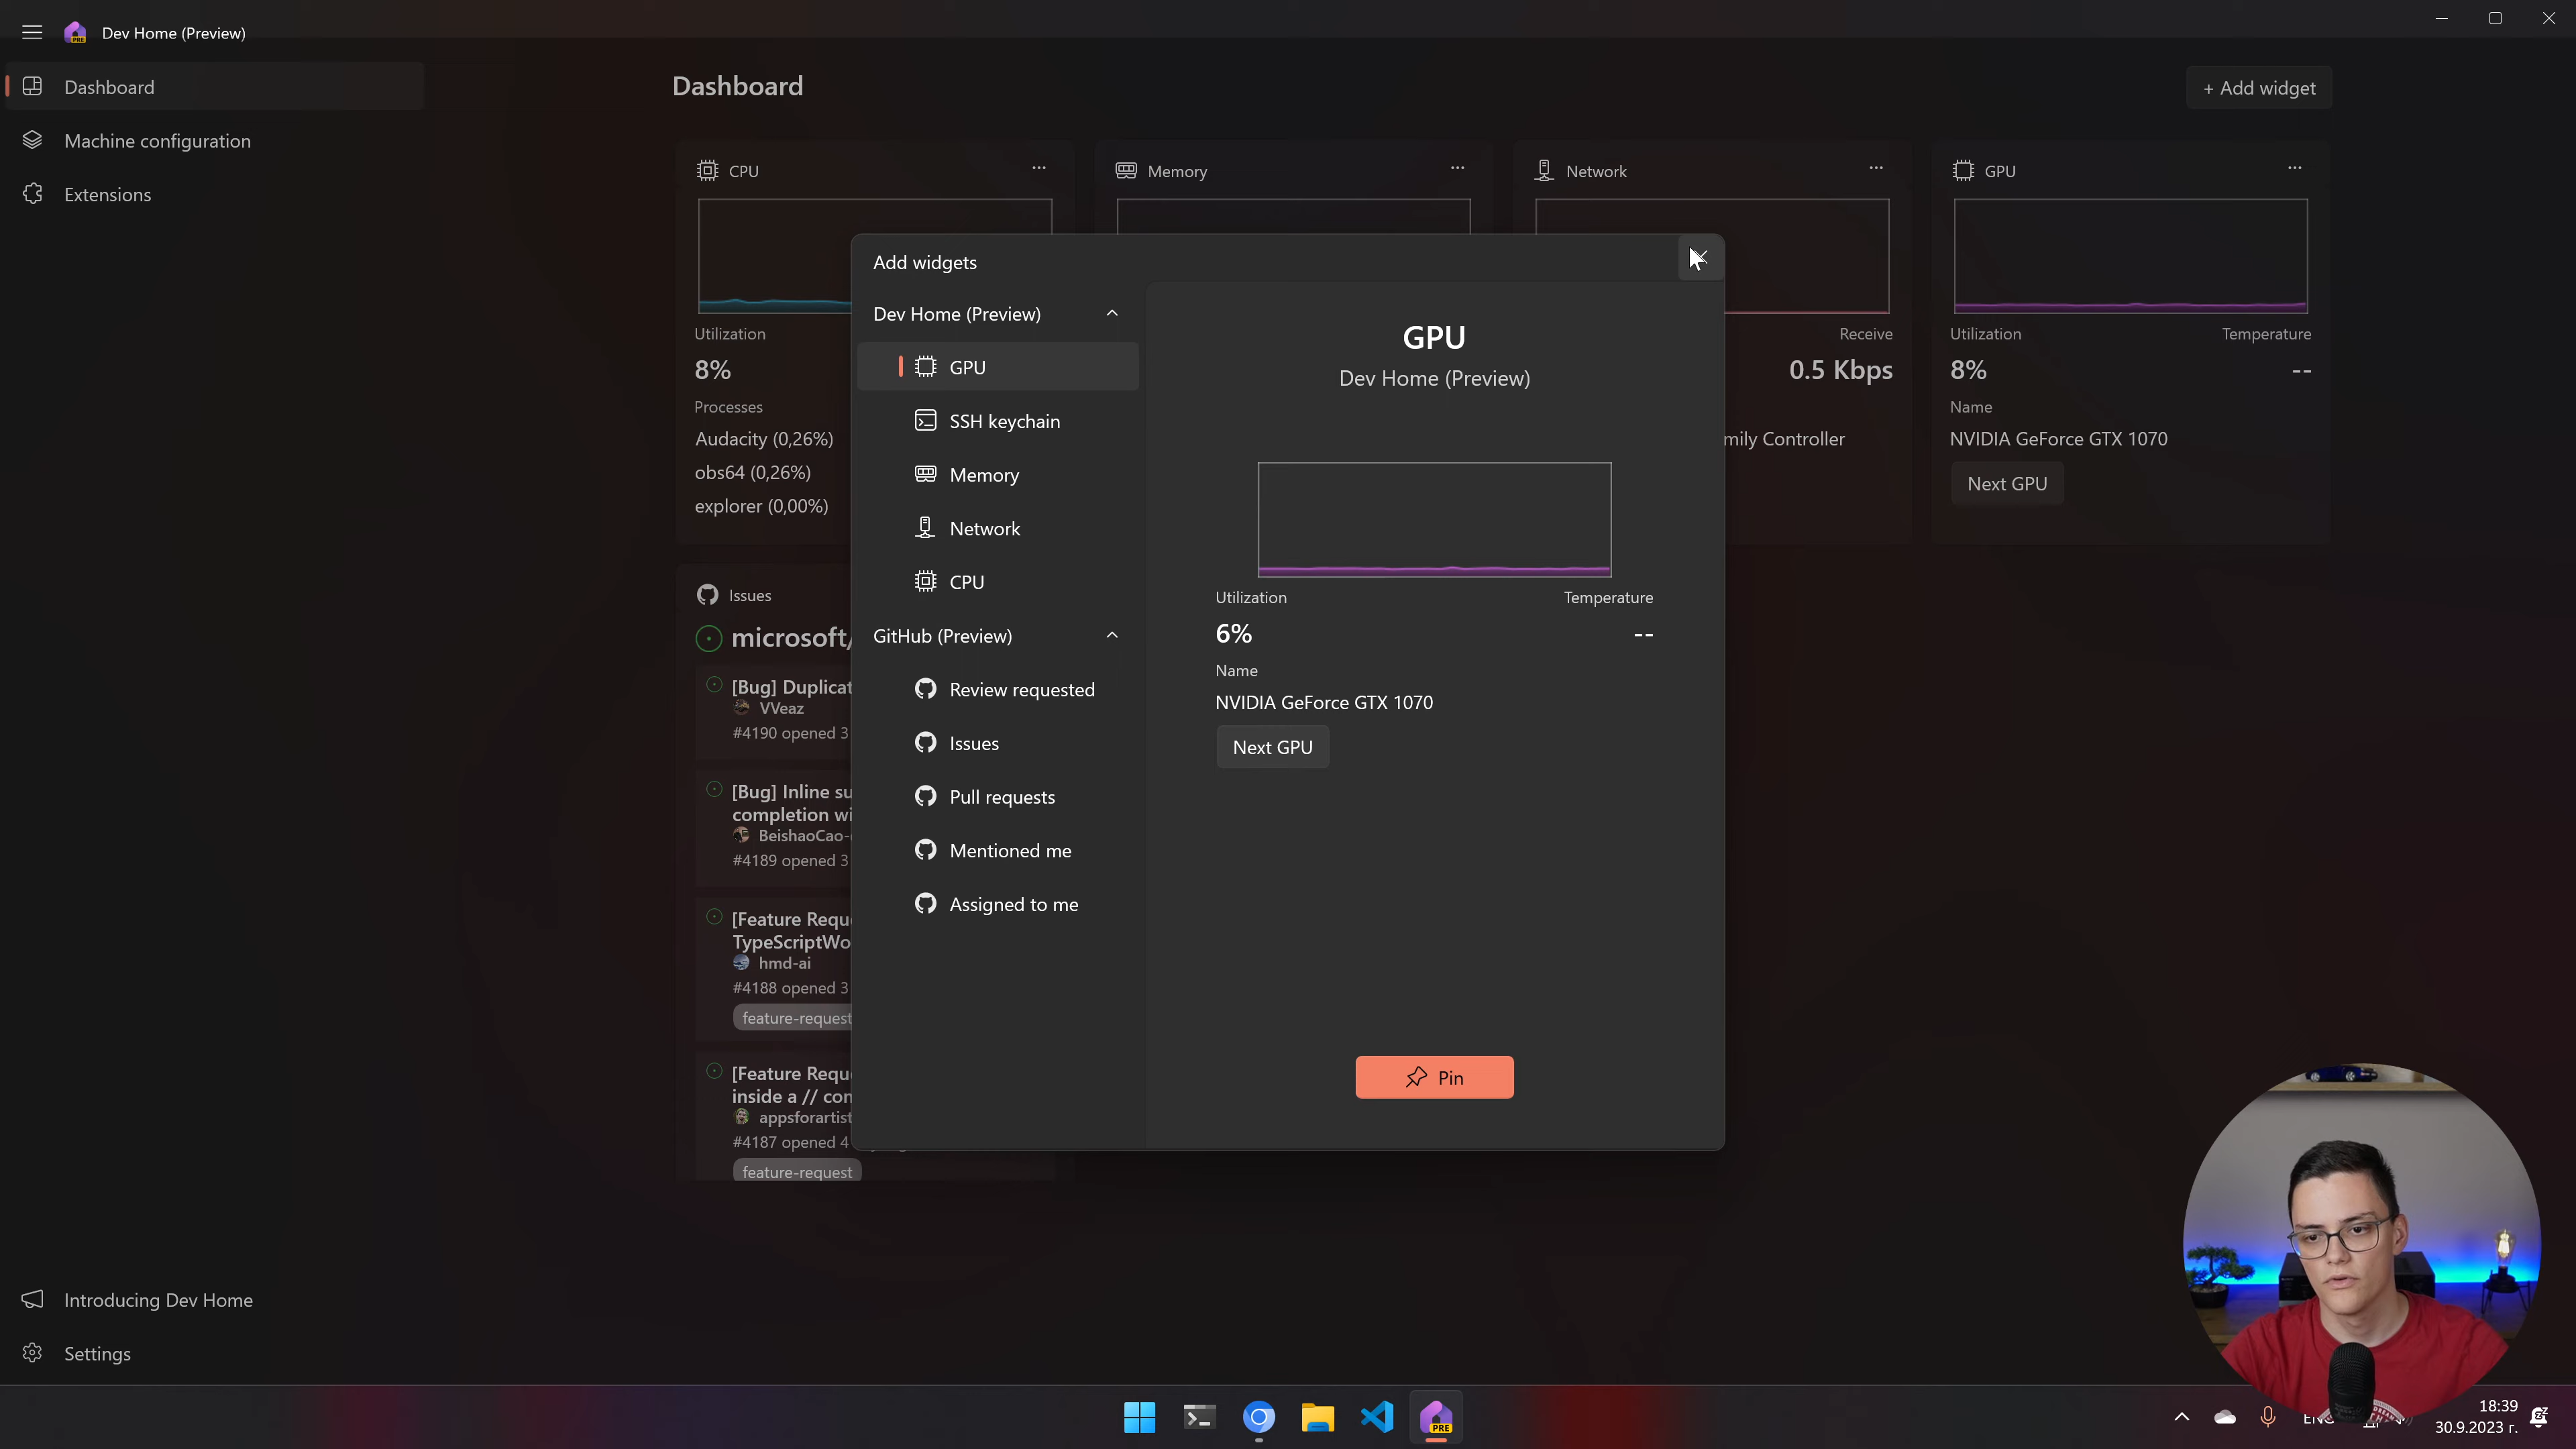 Dev Home (Preview)
Dashboard
Machine configuration
Extensions
Introducing Dev Home
Settings
Dashboard
+ Add widget
CPU
...
Utilization
8%
Processes
Audacity (0,26%)
obs64 (0,26%)
explorer (0,00%)
Memory
...
Network
...
Receive
0.5 Kbps
mily Controller
GPU
...
Utilization
Temperature
8%
--
Name
NVIDIA GeForce GTX 1070
Next GPU
Issues
microsoft/
[Bug] Duplicat
VVeaz
#4190 opened 3
[Bug] Inline su
completion wi
BeishaoCao-
#4189 opened 3
[Feature Reque
TypeScriptWo
hmd-ai
#4188 opened 3
feature-request
[Feature Reque
inside a // con
appsforartist
#4187 opened 4
feature-request
Add widgets
Dev Home (Preview)
GPU
SSH keychain
Memory
Network
CPU
GitHub (Preview)
Review requested
Issues
Pull requests
Mentioned me
Assigned to me
GPU
Dev Home (Preview)
Utilization
Temperature
6%
--
Name
NVIDIA GeForce GTX 1070
Next GPU
Pin
PRE
18:39
30.9.2023 г.